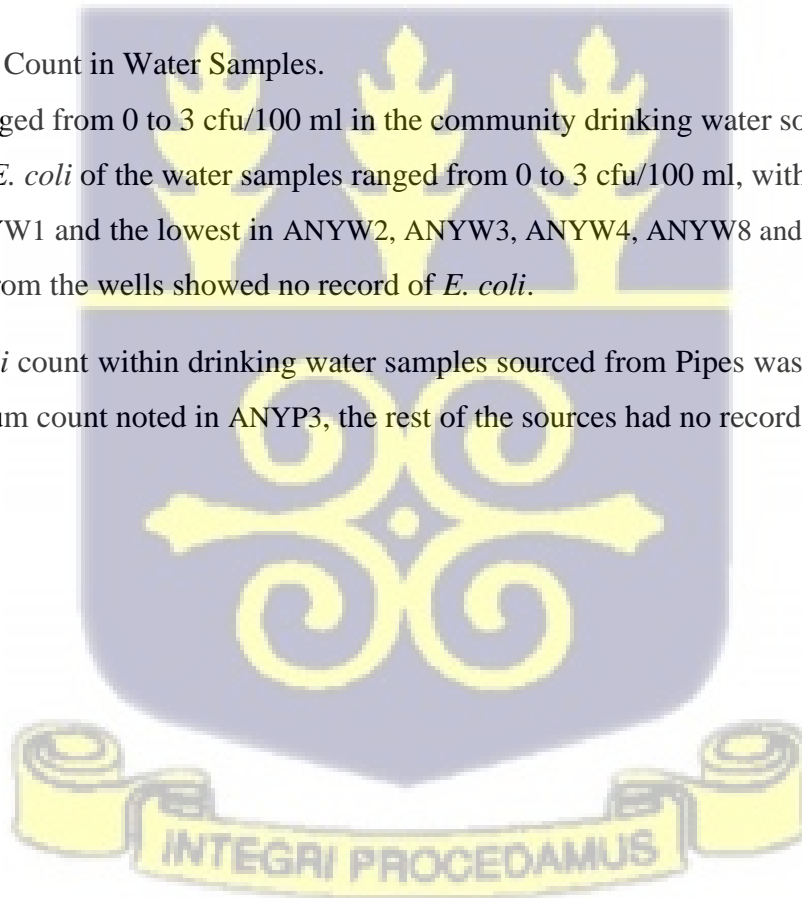 Count in Water Samples.
ged from 0 to 3 cfu/100 ml in the community drinking water so
E. coli of the water samples ranged from 0 to 3 cfu/100 ml, with
YW1 and the lowest in ANYW2, ANYW3, ANYW4, ANYW8 and
rom the wells showed no record of E. coli.
i count within drinking water samples sourced from Pipes was
um count noted in ANYP3, the rest of the sources had no record
INTEGRI PROCEDAMUS